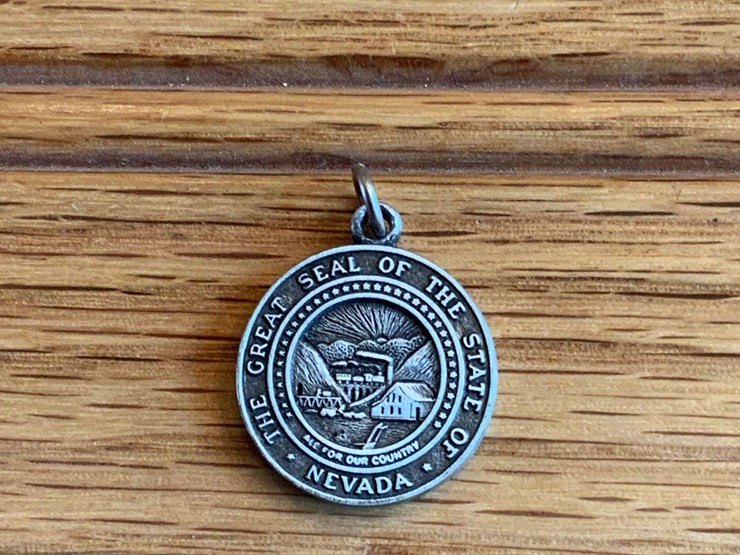 THE GREAT SEAL OF THE STATE OF
NEVADA
ALL FOR OUR COUNTRY